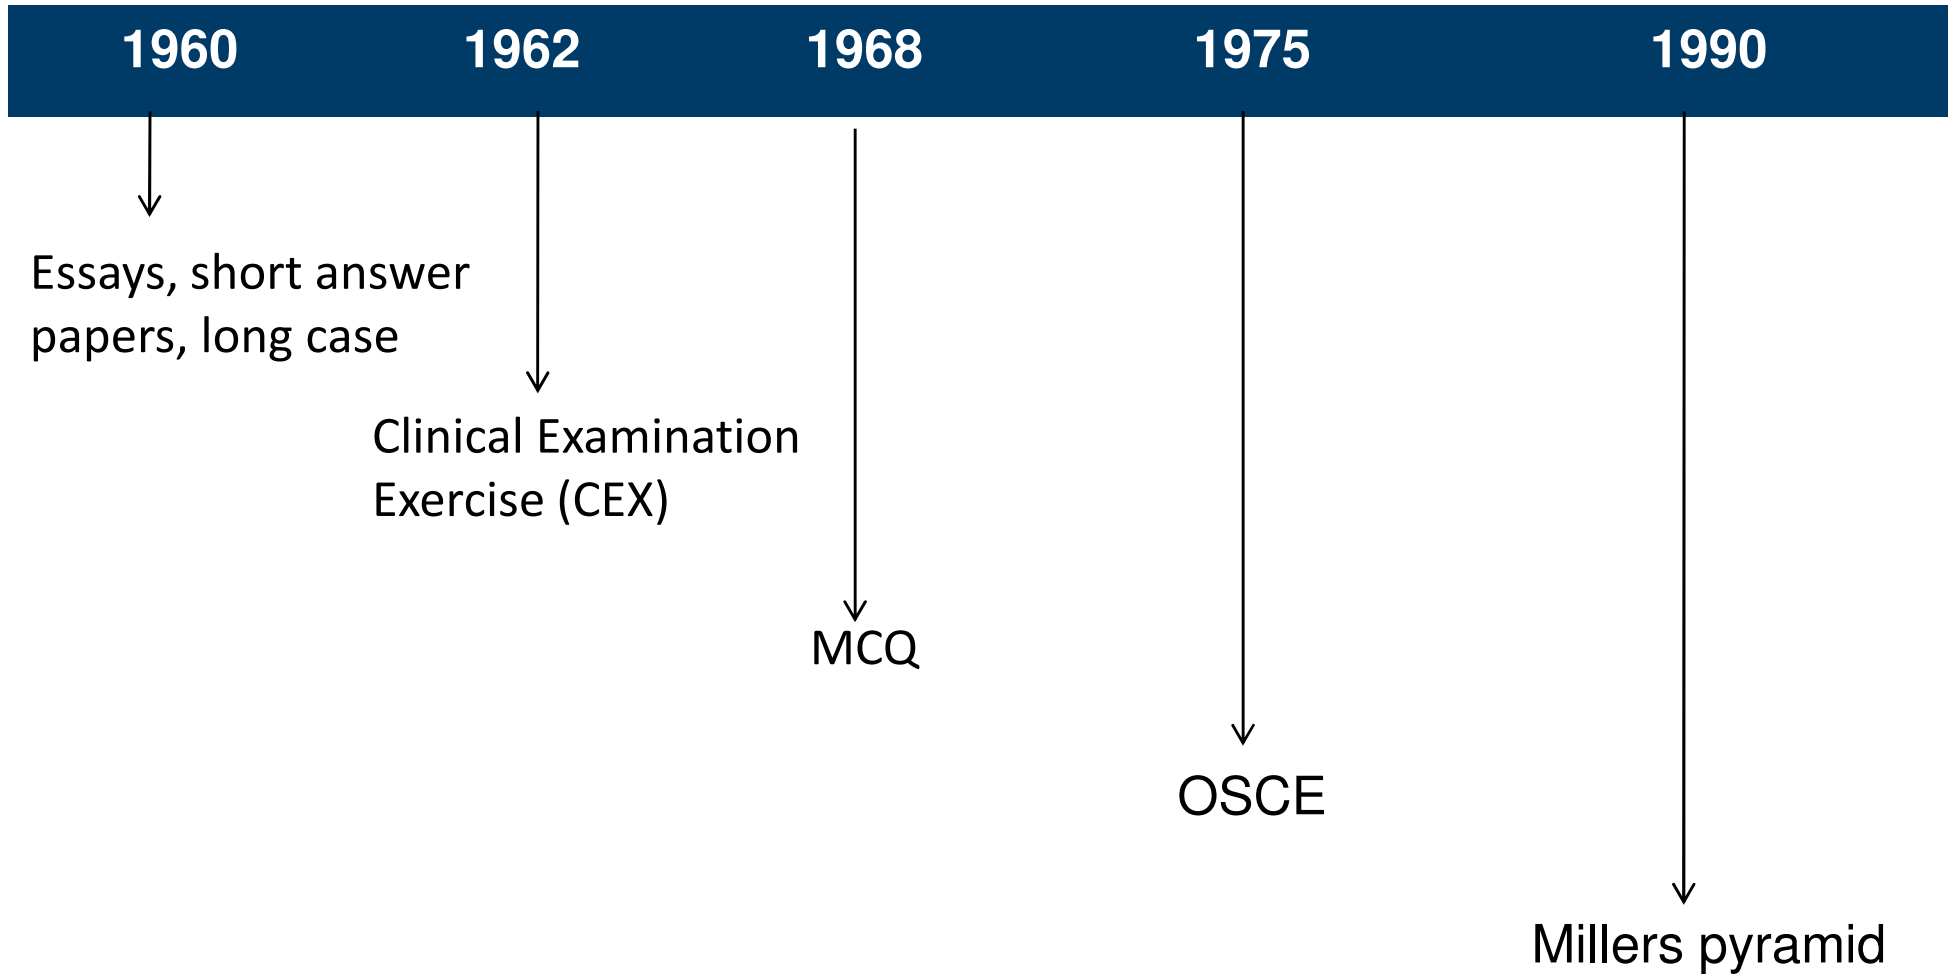 1960 1962 1968 1975 1990
Essays, short answer
papers, long case
Clinical Examination
Exercise (CEX)
MCQ
OSCE
Millers pyramid